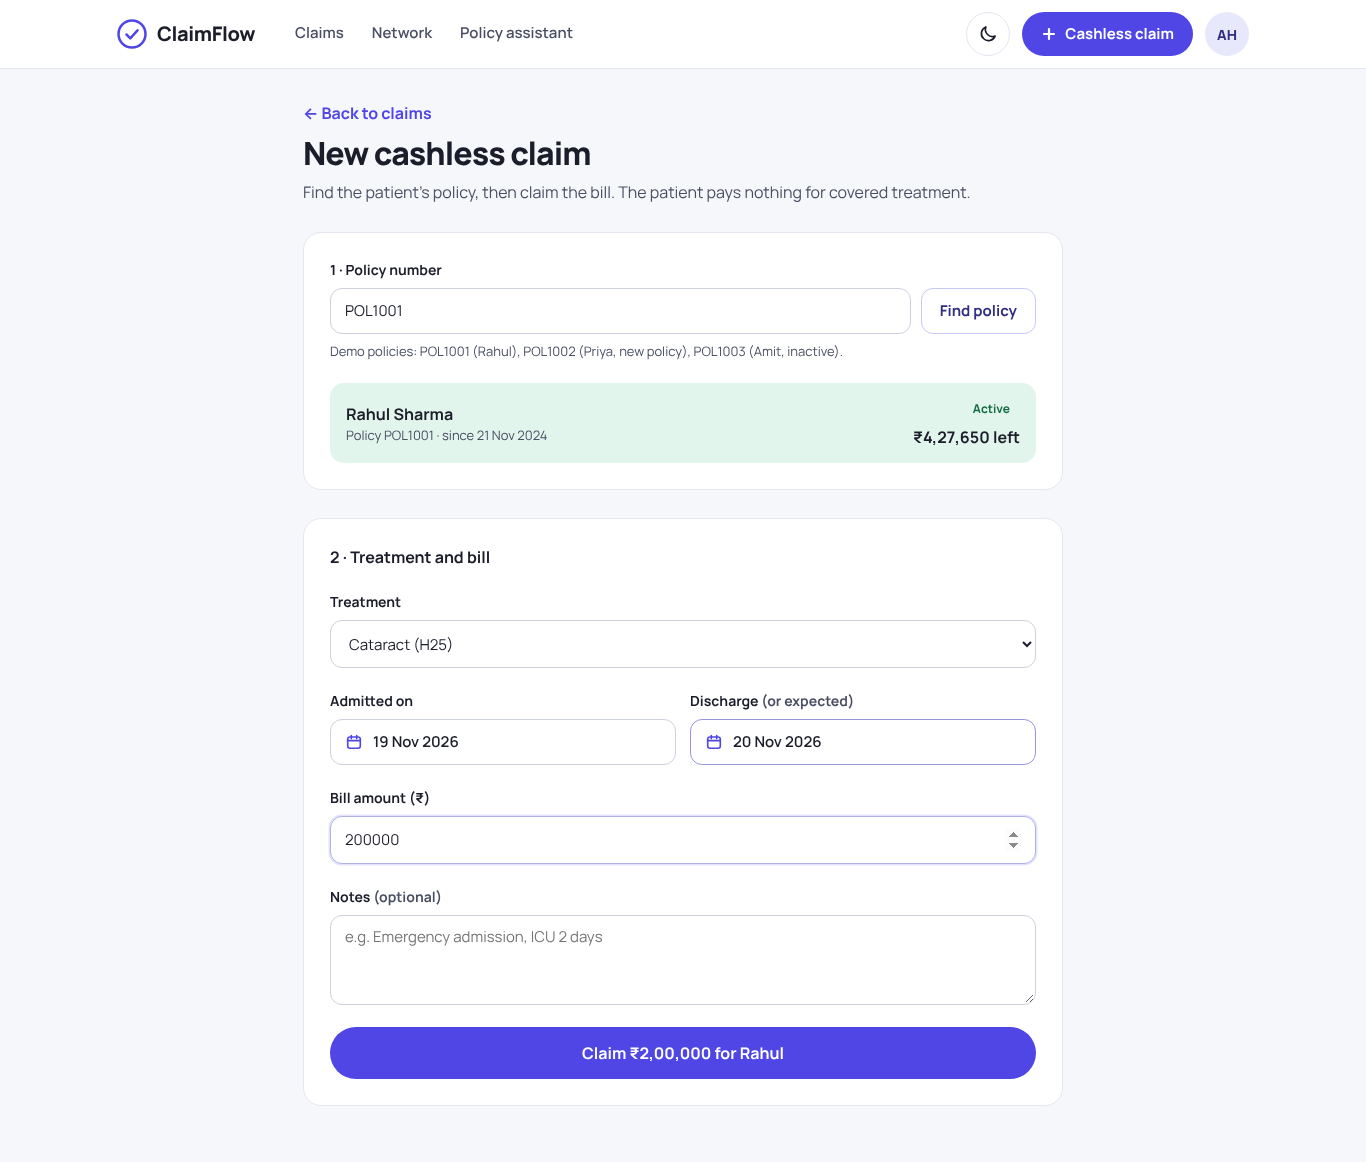 ClaimFlow
Claims
Network
Policy assistant
Cashless claim
AH
← Back to claims
New cashless claim
Find the patient's policy, then claim the bill. The patient pays nothing for covered treatment.
1 · Policy number
POL1001
Find policy
Demo policies: POL1001 (Rahul), POL1002 (Priya, new policy), POL1003 (Amit, inactive).
Rahul Sharma
Active
Policy POL1001 · since 21 Nov 2024
₹4,27,650 left
2 · Treatment and bill
Treatment
Cataract (H25)
Admitted on
Discharge (or expected)
19 Nov 2026
20 Nov 2026
Bill amount (₹)
200000
Notes (optional)
e.g. Emergency admission, ICU 2 days
Claim ₹2,00,000 for Rahul